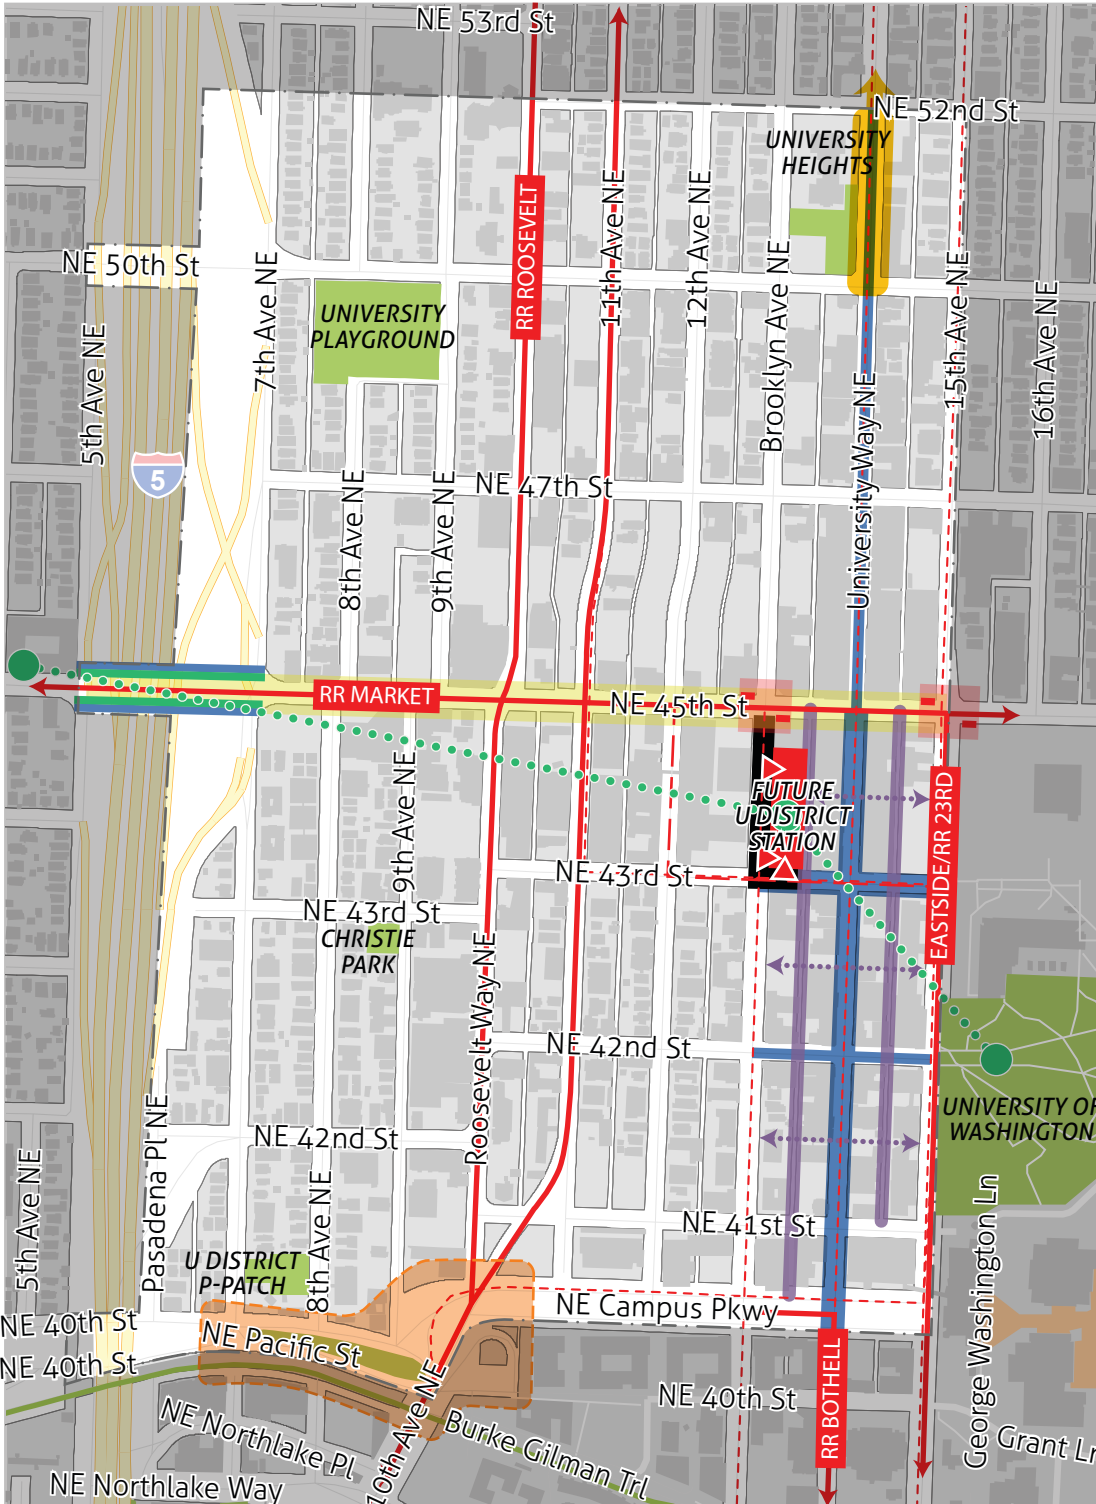 NE 53rd St
NE 52nd St
UNIVERSITY
HEIGHTS
RR ROOSEVELT
11th Ave NE
12th Ave NE
Brooklyn Ave NE
NE 50th St
7th Ave NE
15th Ave NE
16th Ave NE
UNIVERSITY
PLAYGROUND
5th Ave NE
University Way NE
5
NE 47th St
8th Ave NE
9th Ave NE
RR MARKET
NE 45th St
FUTURE
U DISTRICT
STATION
EASTSIDE/RR 23RD
9th Ave NE
NE 43rd St
NE 43rd St
CHRISTIE
PARK
Roosevelt Way NE
NE 42nd St
UNIVERSITY OF
WASHINGTON
NE 42nd St
Pasadena Pl NE
5th Ave NE
8th Ave NE
George Washington Ln
NE 41st St
U DISTRICT
P-PATCH
NE Campus Pkwy
NE 40th St
NE Pacific St
NE 40th St
RR BOTHELL
10th Ave NE
NE 40th St
NE Northlake Pl
Burke Gilman Trl
Grant Ln
NE Northlake Way